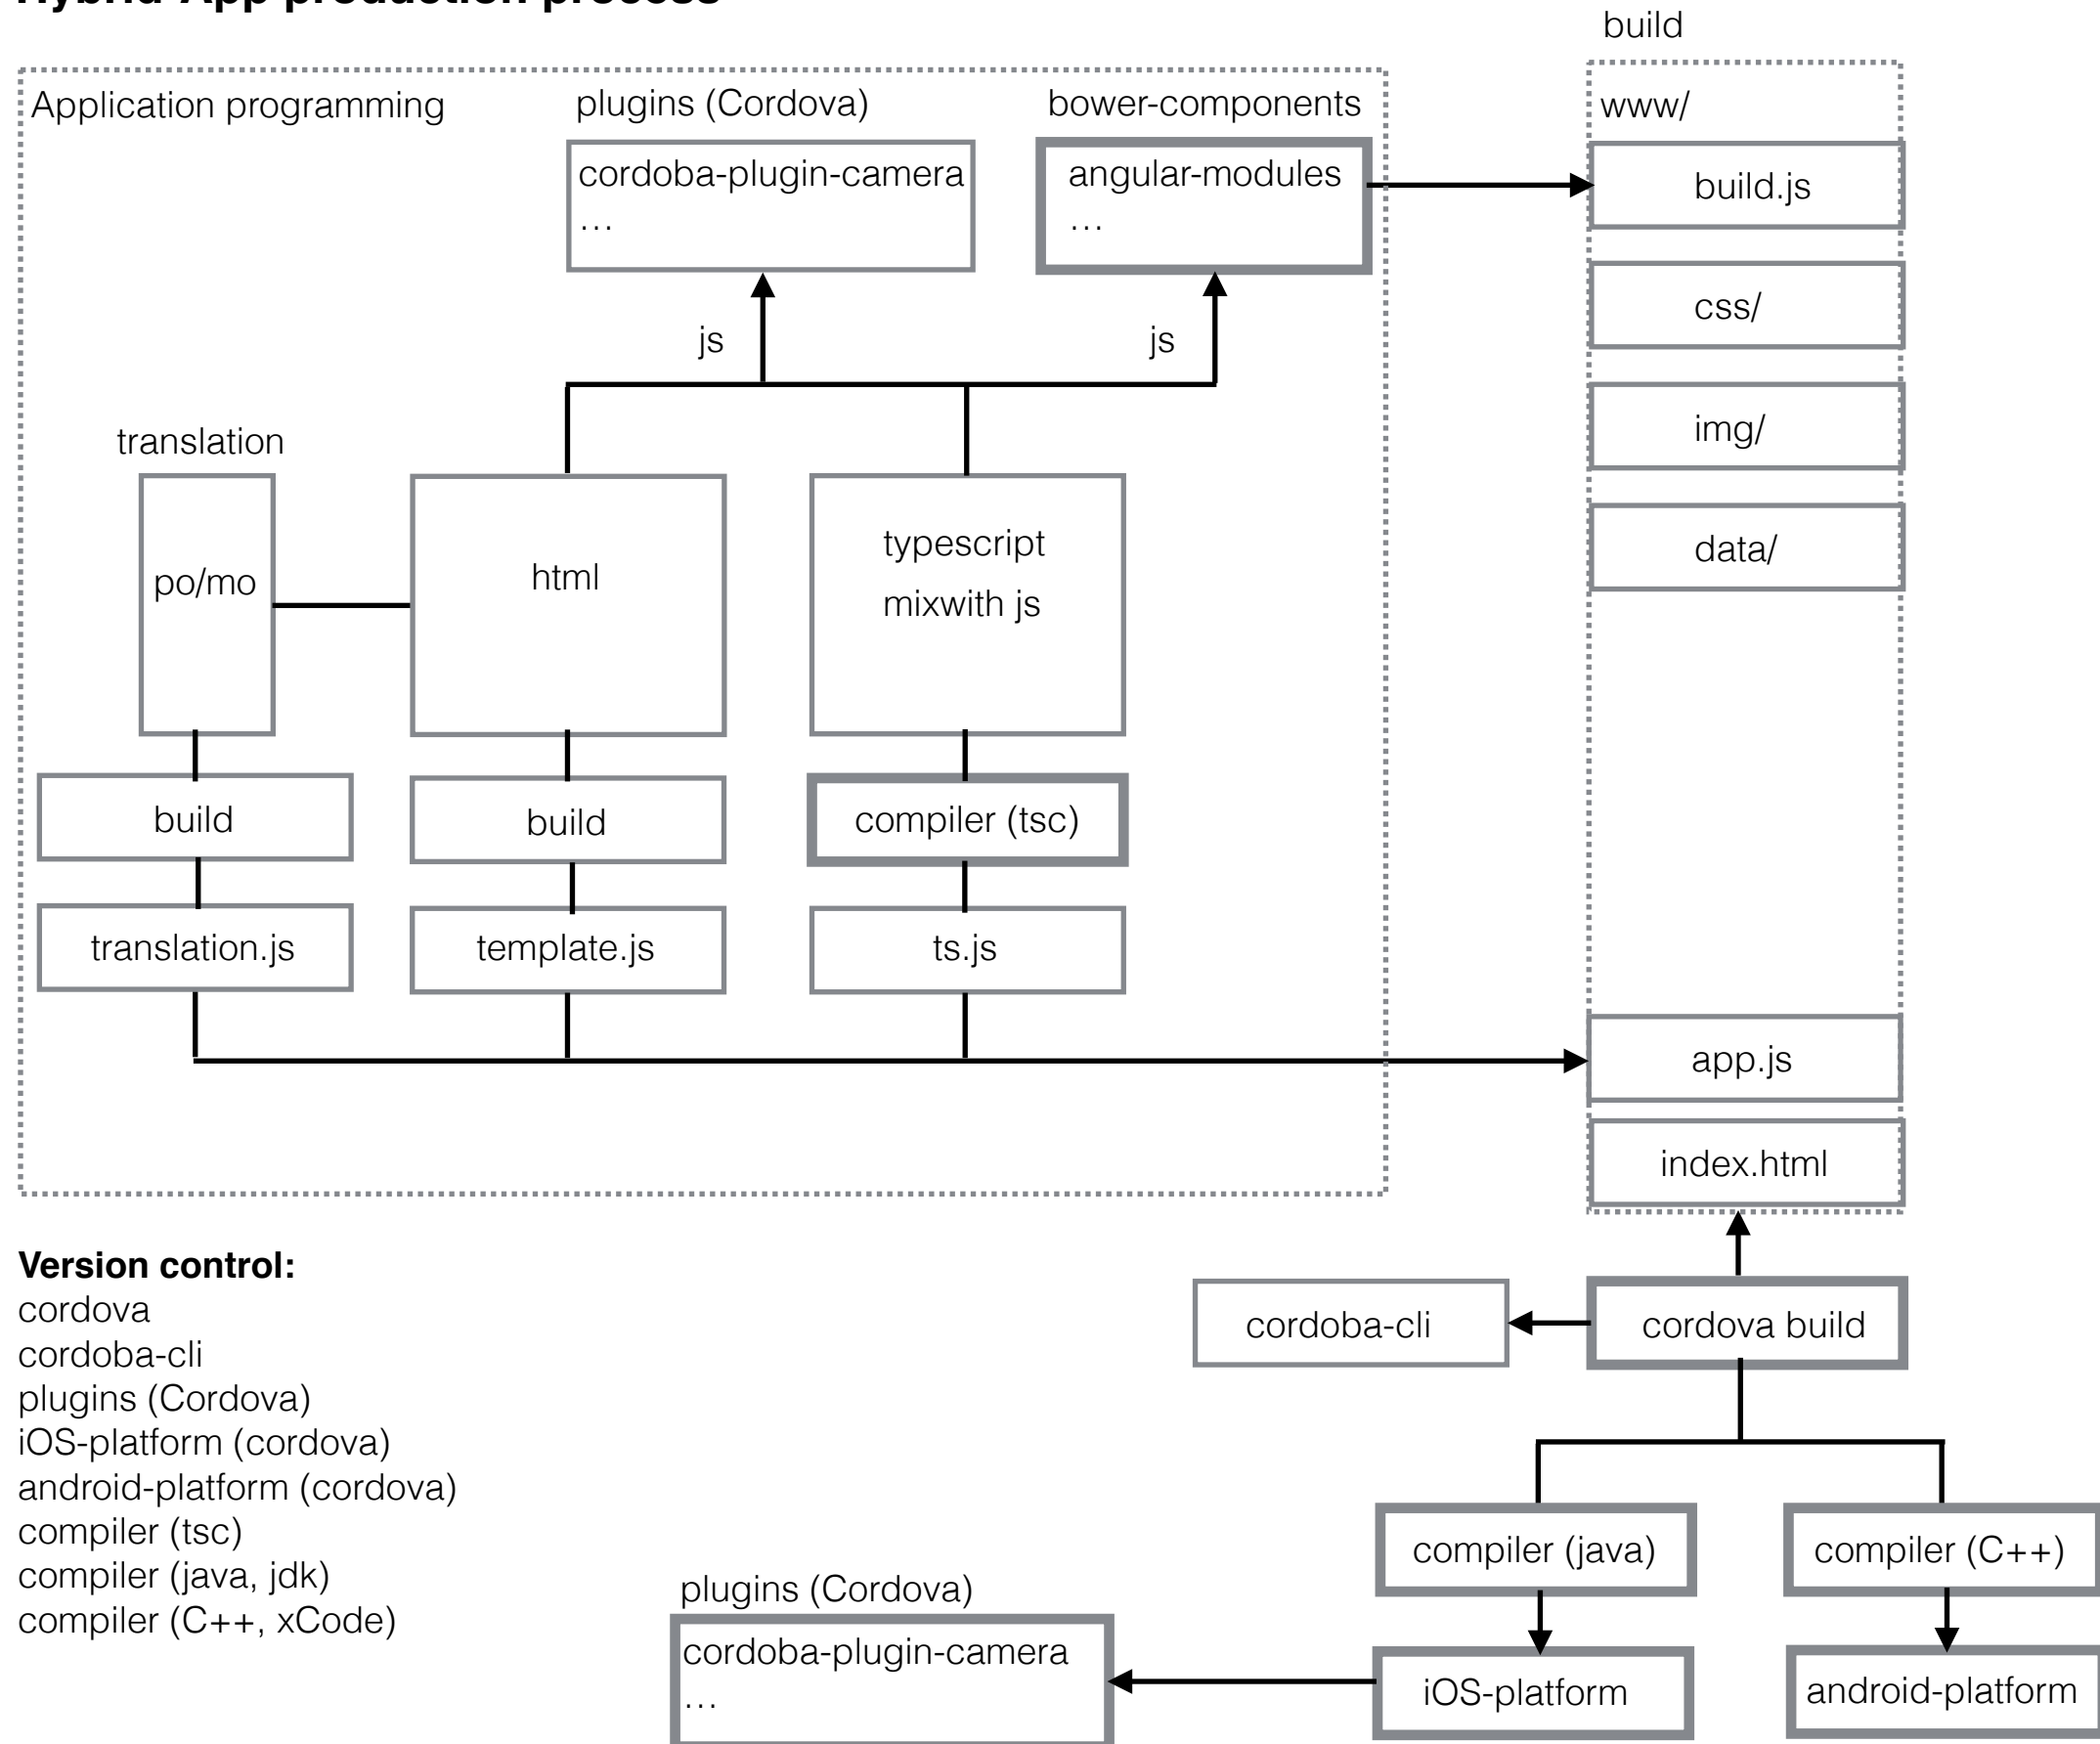 Hybrid-App production process
build
Application programming
plugins (Cordova)
bower-components
www/
cordoba-plugin-camera
...
angular-modules
...
build.js
css/
js
js
img/
translation
data/
po/mo
html
typescript
mixwith js
build
build
compiler (tsc)
translation.js
template.js
ts.js
app.js
index.html
Version control:
cordova
cordoba-cli
plugins (Cordova)
iOS-platform (cordova)
android-platform (cordova)
compiler (tsc)
compiler (java, jdk)
compiler (C++, xCode)
cordoba-cli
cordova build
compiler (java)
compiler (C++)
plugins (Cordova)
cordoba-plugin-camera
...
iOS-platform
android-platform